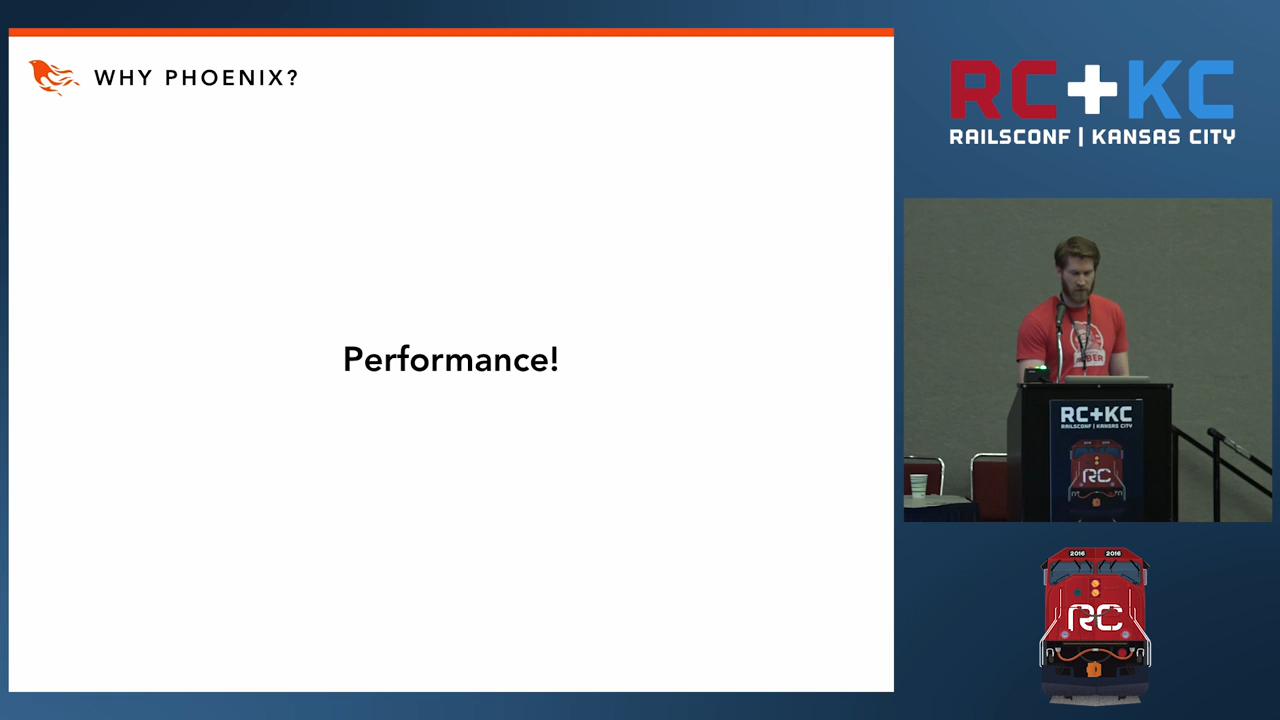 WHY PHOENIX?
Performance!
RC+KC
RAILSCONF | KANSAS CITY
RC+KC
RAILSCONF | KANSAS CITY
RC
2016 2016
RC